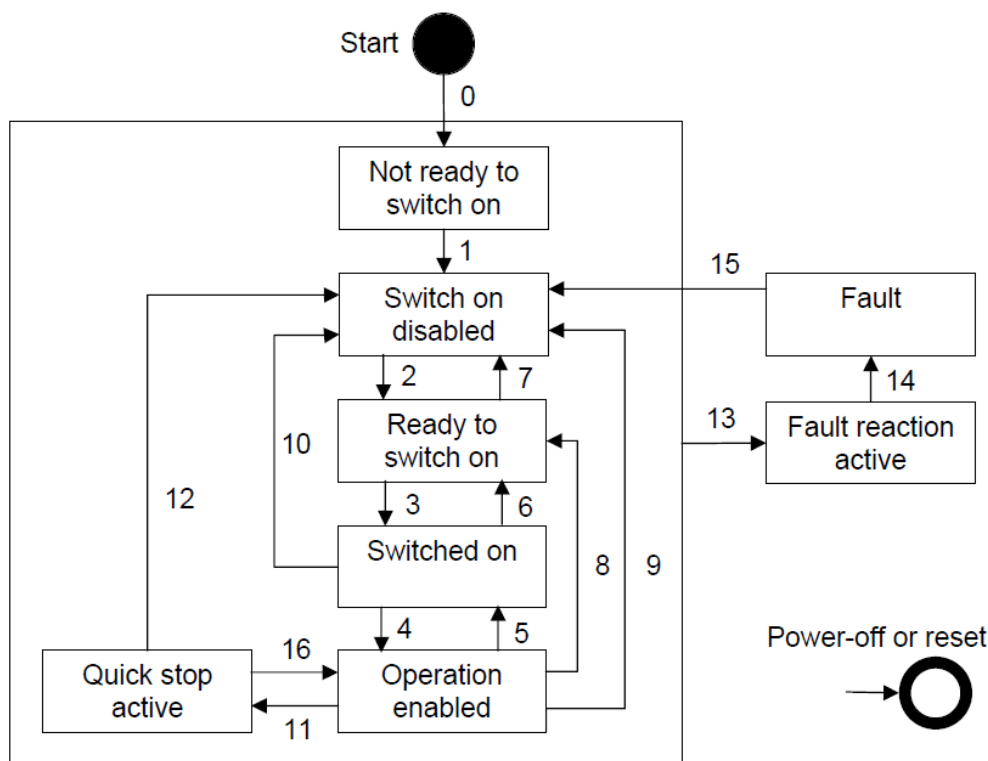 Start
0
Not ready to
switch on
1
15
Switch on
disabled
Fault
2
7
14
Ready to
switch on
13
Fault reaction
active
10
12
3
6
Switched on
8
9
4
5
Power-off or reset
16
Quick stop
active
Operation
enabled
11